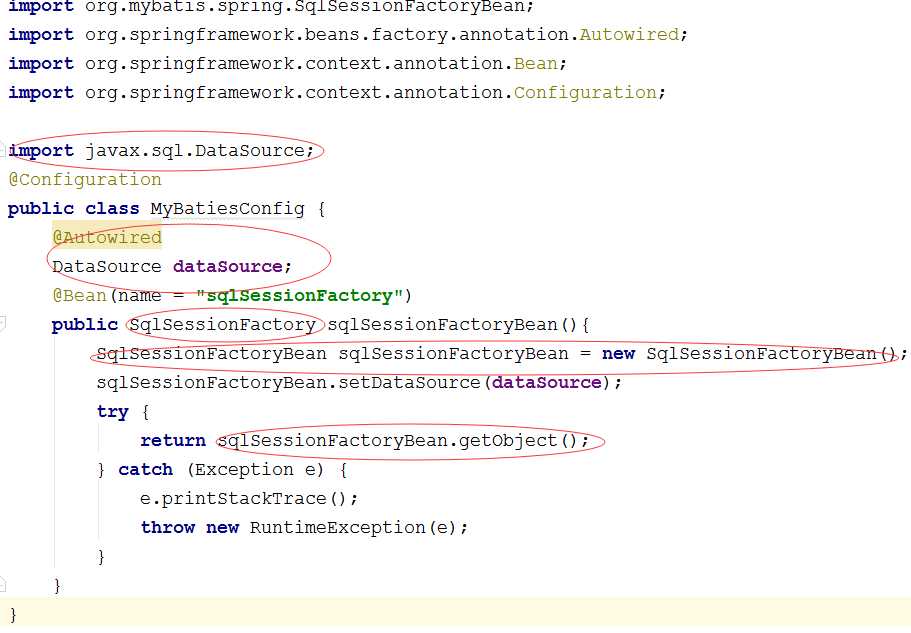 import org.mybatis.spring.SqlSessionFactoryBean;
import org.springframework.beans.factory.annotation.Autowired;
import org.springframework.context.annotation.Bean;
import org.springframework.context.annotation.Configuration;
import javax.sql.DataSource;
@Configuration
public class MyBatiesConfig {
@Autowired
DataSource dataSource;
@Bean(name = "sqlSessionFactory")
public SqlSessionFactory sqlSessionFactoryBean(){
SqlSessionFactoryBean sqlSessionFactoryBean = new SqlSessionFactoryBean();
sqlSessionFactoryBean.setDataSource(dataSource);
try {
return sqlSessionFactoryBean.getObject();
} catch (Exception e) {
e.printStackTrace();
throw new RuntimeException(e);
}
}
}